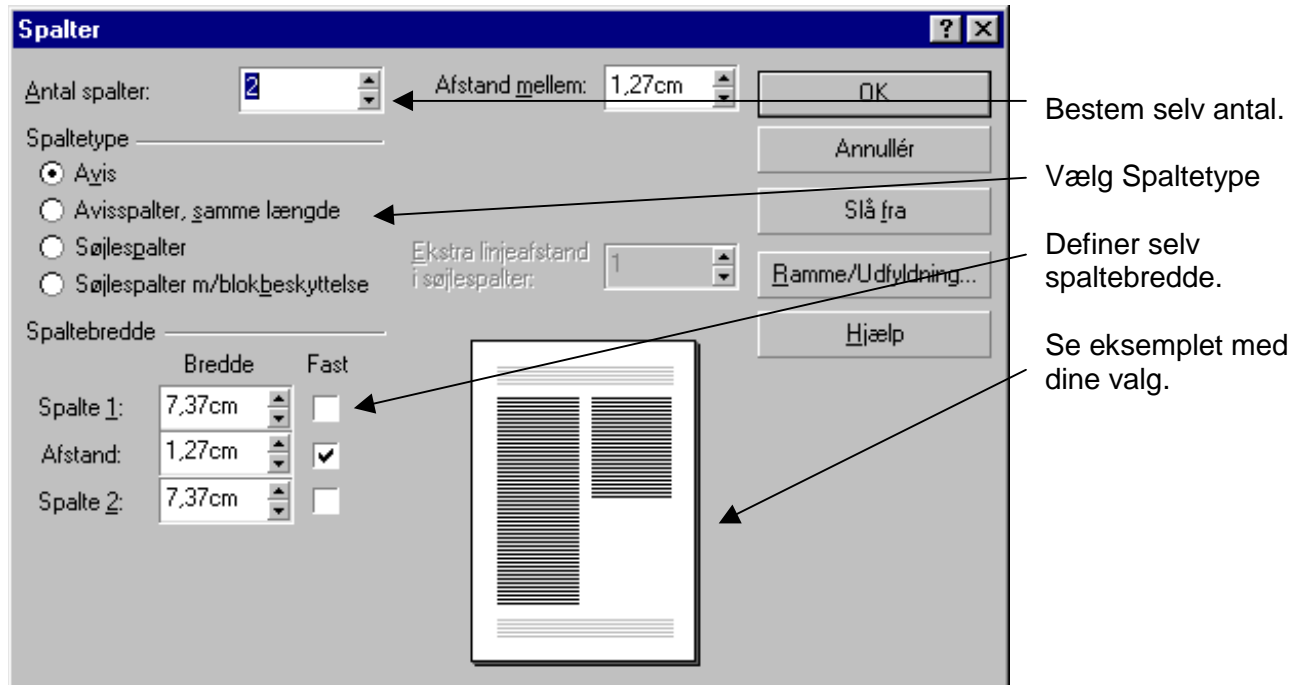 Spalter
Antal spalter: 2 Afstand mellem: 1,27cm OK
Bestem selv antal.
Spaltetype
Annullér
Avis
Vælg Spaltetype
Avisspalter, samme længde
Slå fra
Søjlespalter
Søjlespalter m/blokbeskyttelse
Ekstra linjeafstand
i søjlespalter: 1
Ramme/Udfyldning...
Definer selv
spaltebredde.
Spaltebredde
Hjælp
Bredde Fast
Se eksemplet med
dine valg.
Spalte 1: 7,37cm
Afstand: 1,27cm
Spalte 2: 7,37cm